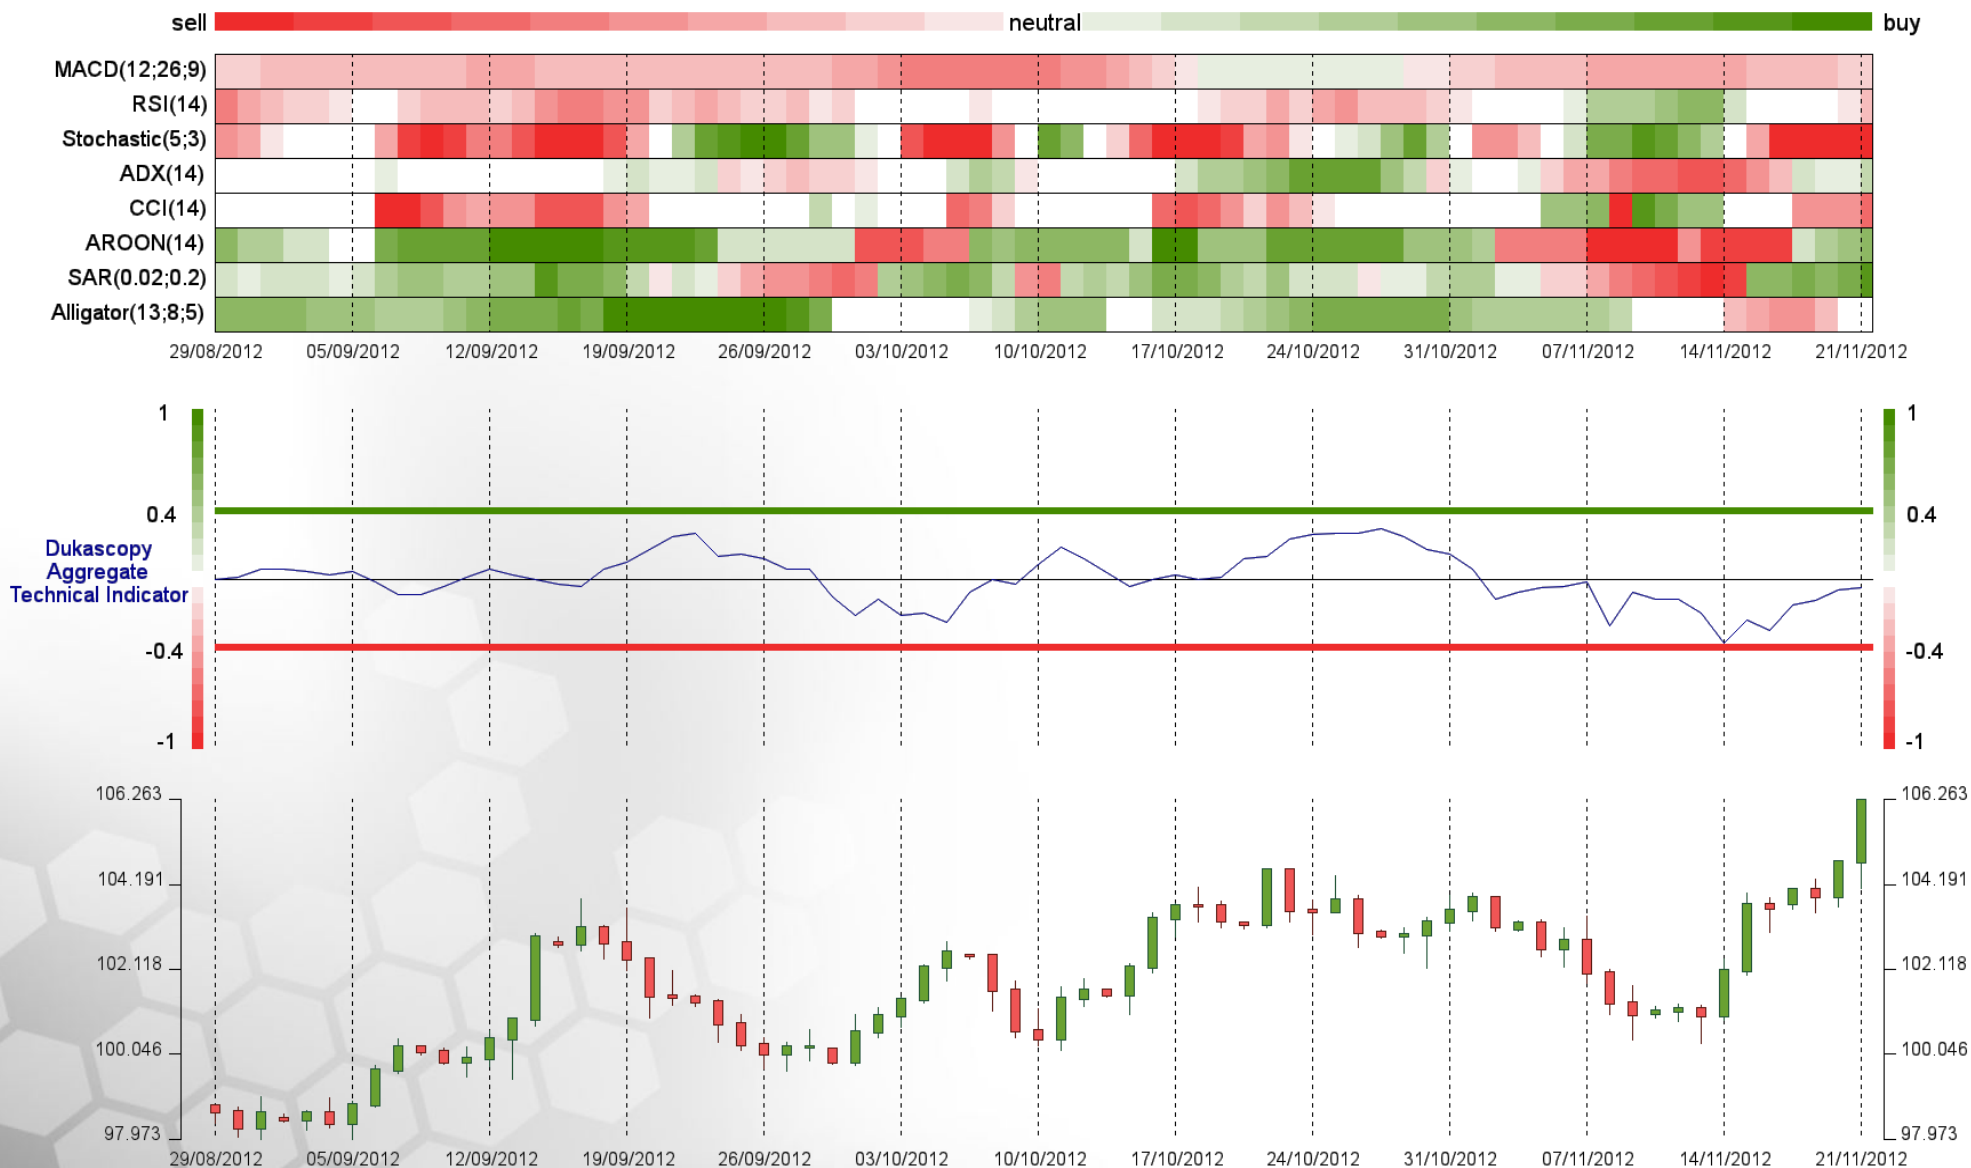 sell neutral buy
MACD(12;26;9)
RSI(14)
Stochastic(5;3)
ADX(14)
CCI(14)
AROON(14)
SAR(0.02;0.2)
Alligator(13;8;5)
29/08/2012 05/09/2012 12/09/2012 19/09/2012 26/09/2012 03/10/2012 10/10/2012 17/10/2012 24/10/2012 31/10/2012 07/11/2012 14/11/2012 21/11/2012
1 1
0.4 0.4
Dukascopy
Aggregate
Technical Indicator
-0.4 -0.4
-1 -1
106.263 106.263
104.191 104.191
102.118 102.118
100.046 100.046
97.973 97.973
29/08/2012 05/09/2012 12/09/2012 19/09/2012 26/09/2012 03/10/2012 10/10/2012 17/10/2012 24/10/2012 31/10/2012 07/11/2012 14/11/2012 21/11/2012